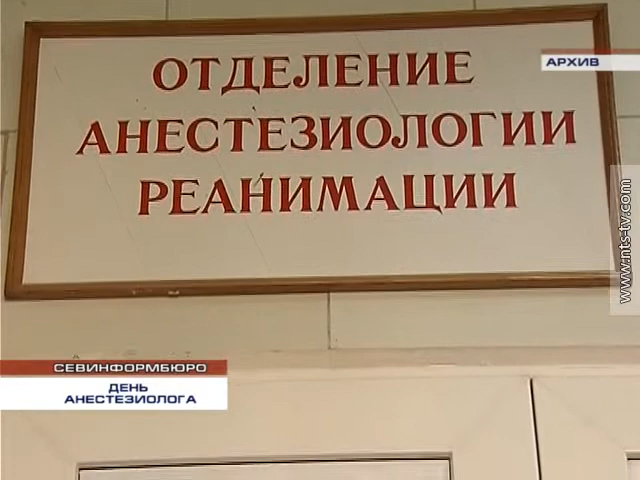 ОТДЕЛЕНИЕ
АНЕСТЕЗИОЛОГИИ
РЕАНИМАЦИИ
АРХИВ
www.nts-tv.com
СЕВИНФОРМБЮРО
ДЕНЬ
АНЕСТЕЗИОЛОГА